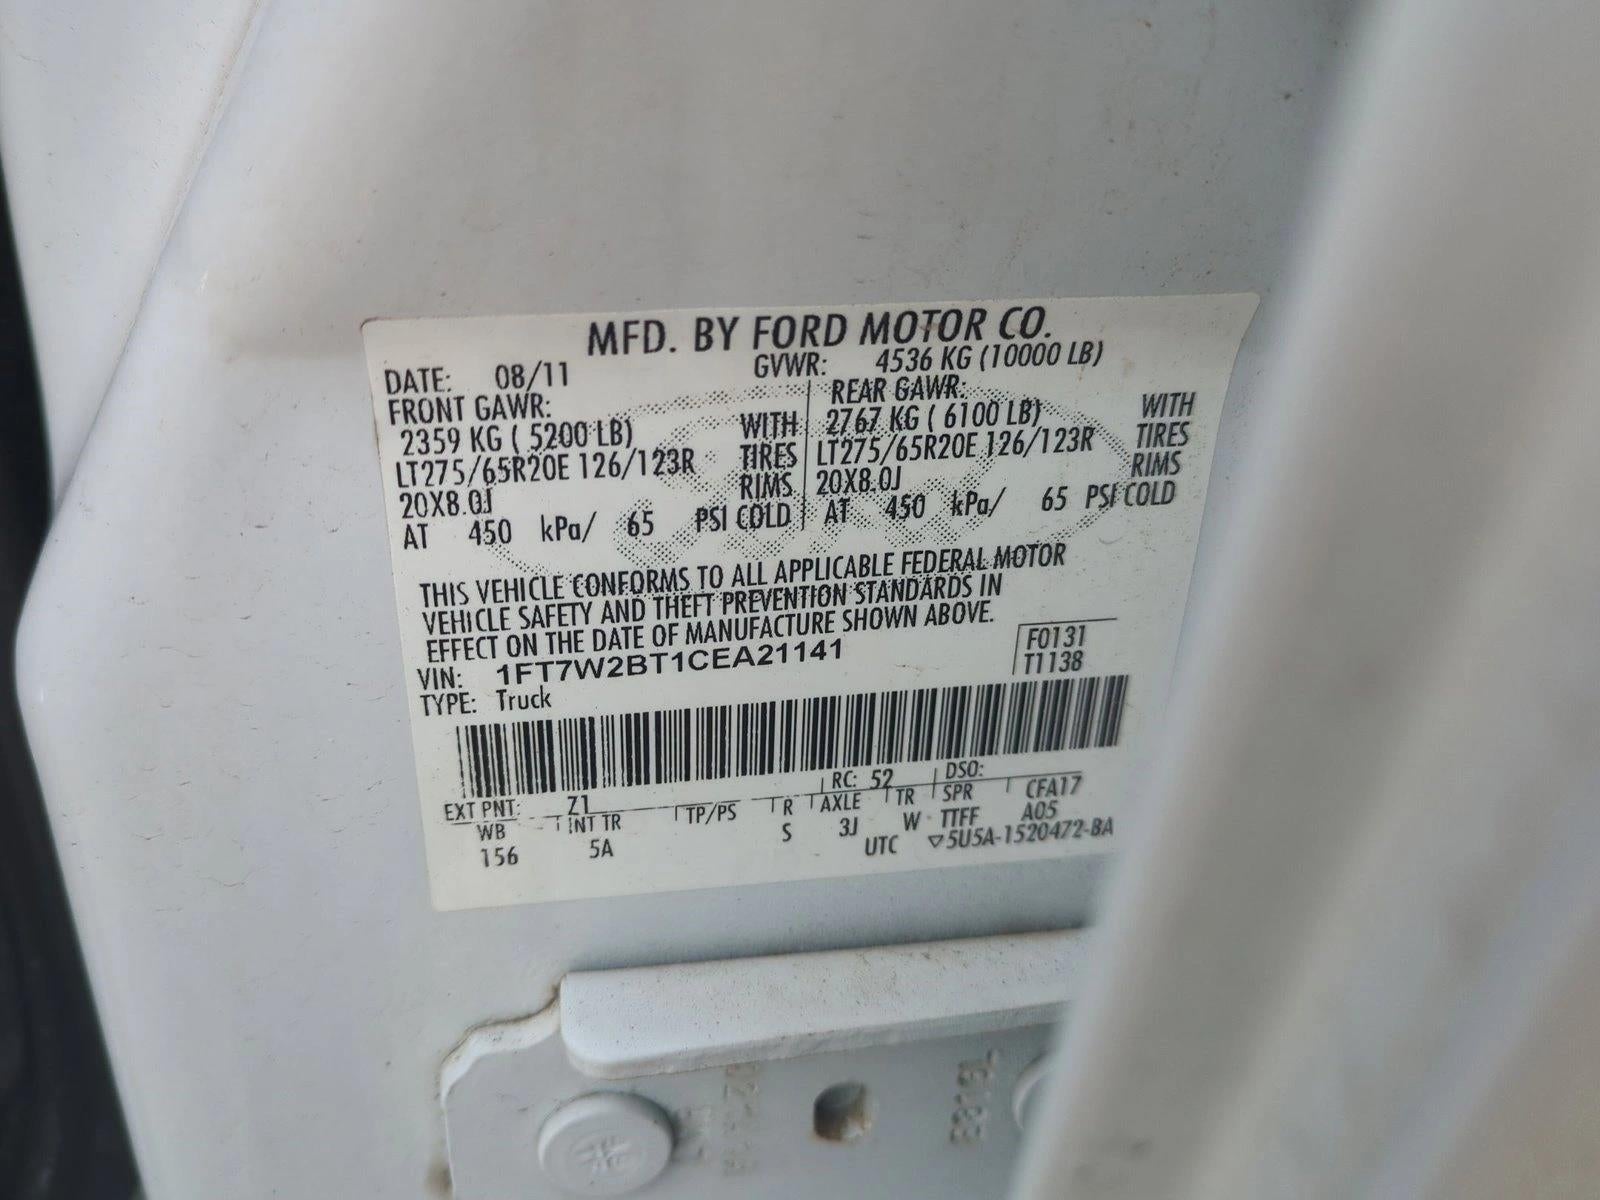 MFD. BY FORD MOTOR CO.
DATE: 08/11 GVWR: 4536 KG (10000 LB)
FRONT GAWR: REAR GAWR:
2359 KG ( 5200 LB) WITH 2767 KG ( 6100 LB) WITH
LT275/65R20E 126/123R TIRES LT275/65R20E 126/123R TIRES
20X8.0J RIMS 20X8.0J RIMS
AT 450 kPa/ 65 PSI COLD AT 450 kPa/ 65 PSI COLD
THIS VEHICLE CONFORMS TO ALL APPLICABLE FEDERAL MOTOR
VEHICLE SAFETY AND THEFT PREVENTION STANDARDS IN
EFFECT ON THE DATE OF MANUFACTURE SHOWN ABOVE.
VIN: 1FT7W2BT1CEA21141 F0131
TYPE: Truck T1138
EXT PNT: Z1 RC: 52 DSO:
WB INT TR TP/PS R AXLE TR SPR CFA17
156 5A S 3J W TTFF A05
UTC ▽5U5A-1520472-BA